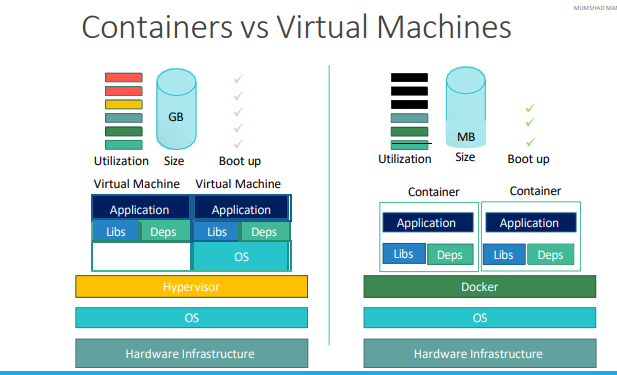 MUMSHAD MA
Containers vs Virtual Machines
GB
Utilization Size Boot up
Virtual Machine Virtual Machine
Application Application
Libs Deps Libs Deps
OS
Hypervisor
OS
Hardware Infrastructure
MB
Utilization Size Boot up
Container Container
Application Application
Libs Deps Libs Deps
Docker
OS
Hardware Infrastructure